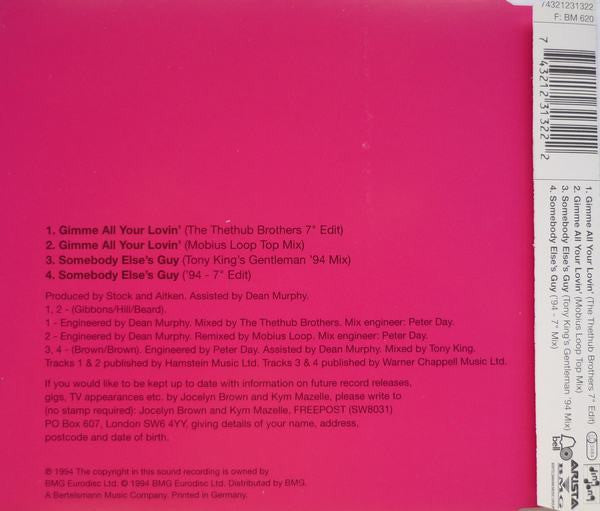 1. Gimme All Your Lovin' (The Thethub Brothers 7" Edit)
2. Gimme All Your Lovin' (Mobius Loop Top Mix)
3. Somebody Else's Guy (Tony King's Gentleman '94 Mix)
4. Somebody Else's Guy ('94 - 7" Edit)
Produced by Stock and Aitken. Assisted by Dean Murphy.
1, 2 - (Gibbons/Hill/Beard).
1 - Engineered by Dean Murphy. Mixed by The Thethub Brothers. Mix engineer: Peter Day.
2 - Engineered by Dean Murphy. Remixed by Mobius Loop. Mix engineer: Peter Day.
3, 4 - (Brown/Brown). Engineered by Peter Day. Assisted by Dean Murphy. Mixed by Tony King.
Tracks 1 & 2 published by Hamstein Music Ltd. Tracks 3 & 4 published by Warner Chappell Music Ltd.
If you would like to be kept up to date with information on future record releases,
gigs, TV appearances etc. by Jocelyn Brown and Kym Mazelle, please write to
(no stamp required): Jocelyn Brown and Kym Mazelle, FREEPOST (SW8031)
PO Box 607, London SW6 4YY, giving details of your name, address,
postcode and date of birth.
℗ 1994 The copyright in this sound recording is owned by
BMG Eurodisc Ltd. © 1994 BMG Eurodisc Ltd. Distributed by BMG.
A Bertelsmann Music Company. Printed in Germany.
74321231322
F: BM 620
7 43212 31322 2
1. Gimme All Your Lovin' (The Thethub Brothers 7" Edit)
2. Gimme All Your Lovin' (Mobius Loop Top Mix)
3. Somebody Else's Guy (Tony King's Gentleman '94 Mix)
4. Somebody Else's Guy ('94 - 7" Mix)
bell
ARISTA
BMG
ding dong